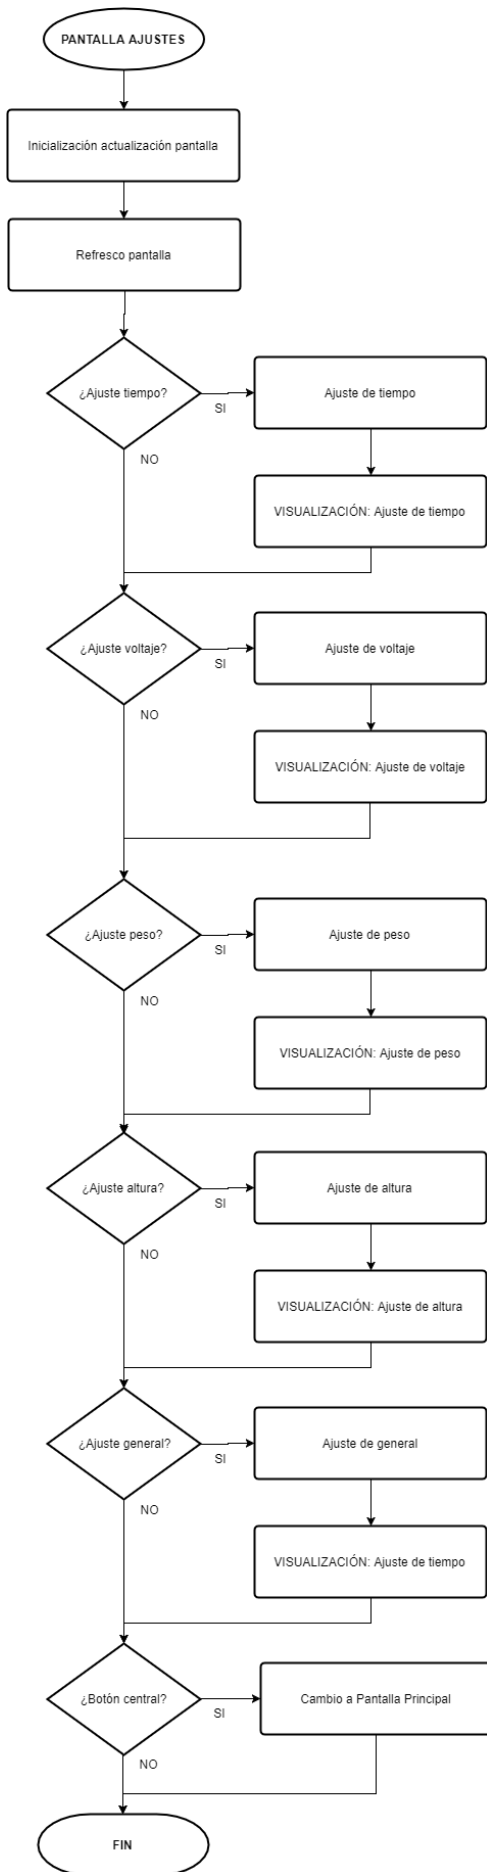 PANTALLA AJUSTES
Inicialización actualización pantalla
Refresco pantalla
¿Ajuste tiempo?
SI
Ajuste de tiempo
NO
VISUALIZACIÓN: Ajuste de tiempo
¿Ajuste voltaje?
SI
Ajuste de voltaje
NO
VISUALIZACIÓN: Ajuste de voltaje
¿Ajuste peso?
SI
Ajuste de peso
NO
VISUALIZACIÓN: Ajuste de peso
¿Ajuste altura?
SI
Ajuste de altura
NO
VISUALIZACIÓN: Ajuste de altura
¿Ajuste general?
SI
Ajuste de general
NO
VISUALIZACIÓN: Ajuste de tiempo
¿Botón central?
SI
Cambio a Pantalla Principal
NO
FIN